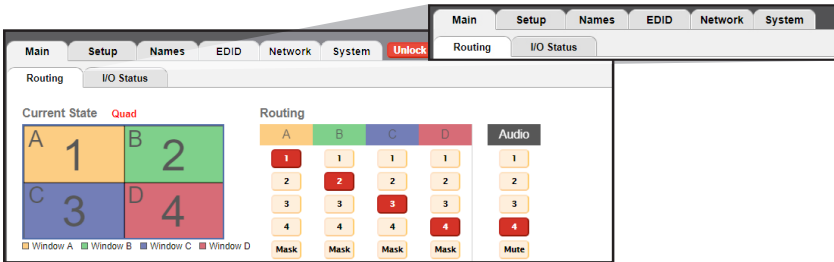 Main Setup Names EDID Network System
Routing I/O Status
Main Setup Names EDID Network System Unlock
Routing I/O Status
Current State Quad
A 1 B 2
C 3 D 4
Window A Window B Window C Window D
Routing
A B C D Audio
1 1 1 1 1
2 2 2 2 2
3 3 3 3 3
4 4 4 4 4
Mask Mask Mask Mask Mute